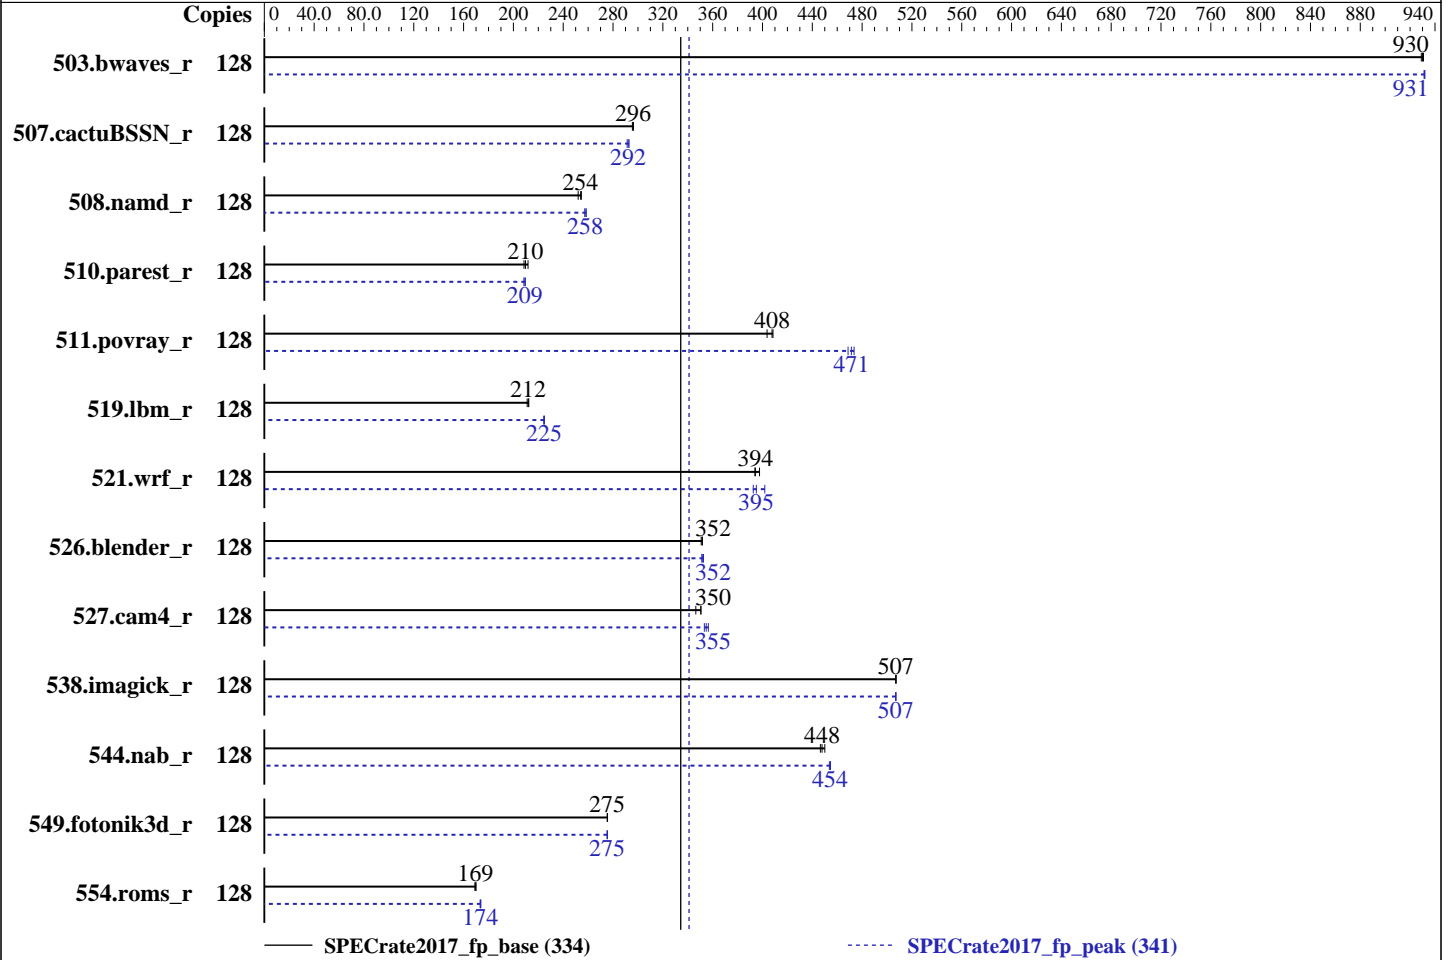 Copies 0 40.0 80.0 120 160 200 240 280 320 360 400 440 480 520 560 600 640 680 720 760 800 840 880 940
503.bwaves_r 128 930
931
507.cactuBSSN_r 128 296
292
508.namd_r 128 254
258
510.parest_r 128 210
209
511.povray_r 128 408
471
519.lbm_r 128 212
225
521.wrf_r 128 394
395
526.blender_r 128 352
352
527.cam4_r 128 350
355
538.imagick_r 128 507
507
544.nab_r 128 448
454
549.fotonik3d_r 128 275
275
554.roms_r 128 169
174
SPECrate2017_fp_base (334) SPECrate2017_fp_peak (341)